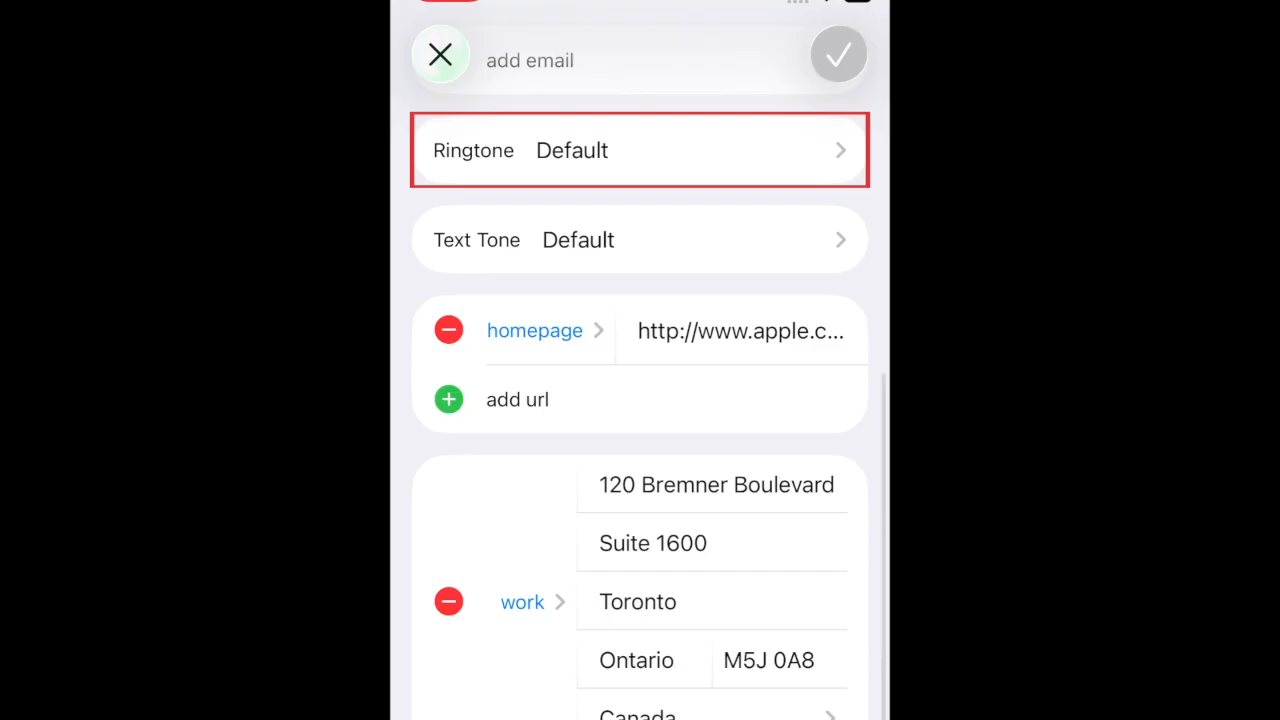 add email
Ringtone Default
Text Tone Default
homepage http://www.apple.c...
add url
120 Bremner Boulevard
Suite 1600
work Toronto
Ontario M5J 0A8
Canada